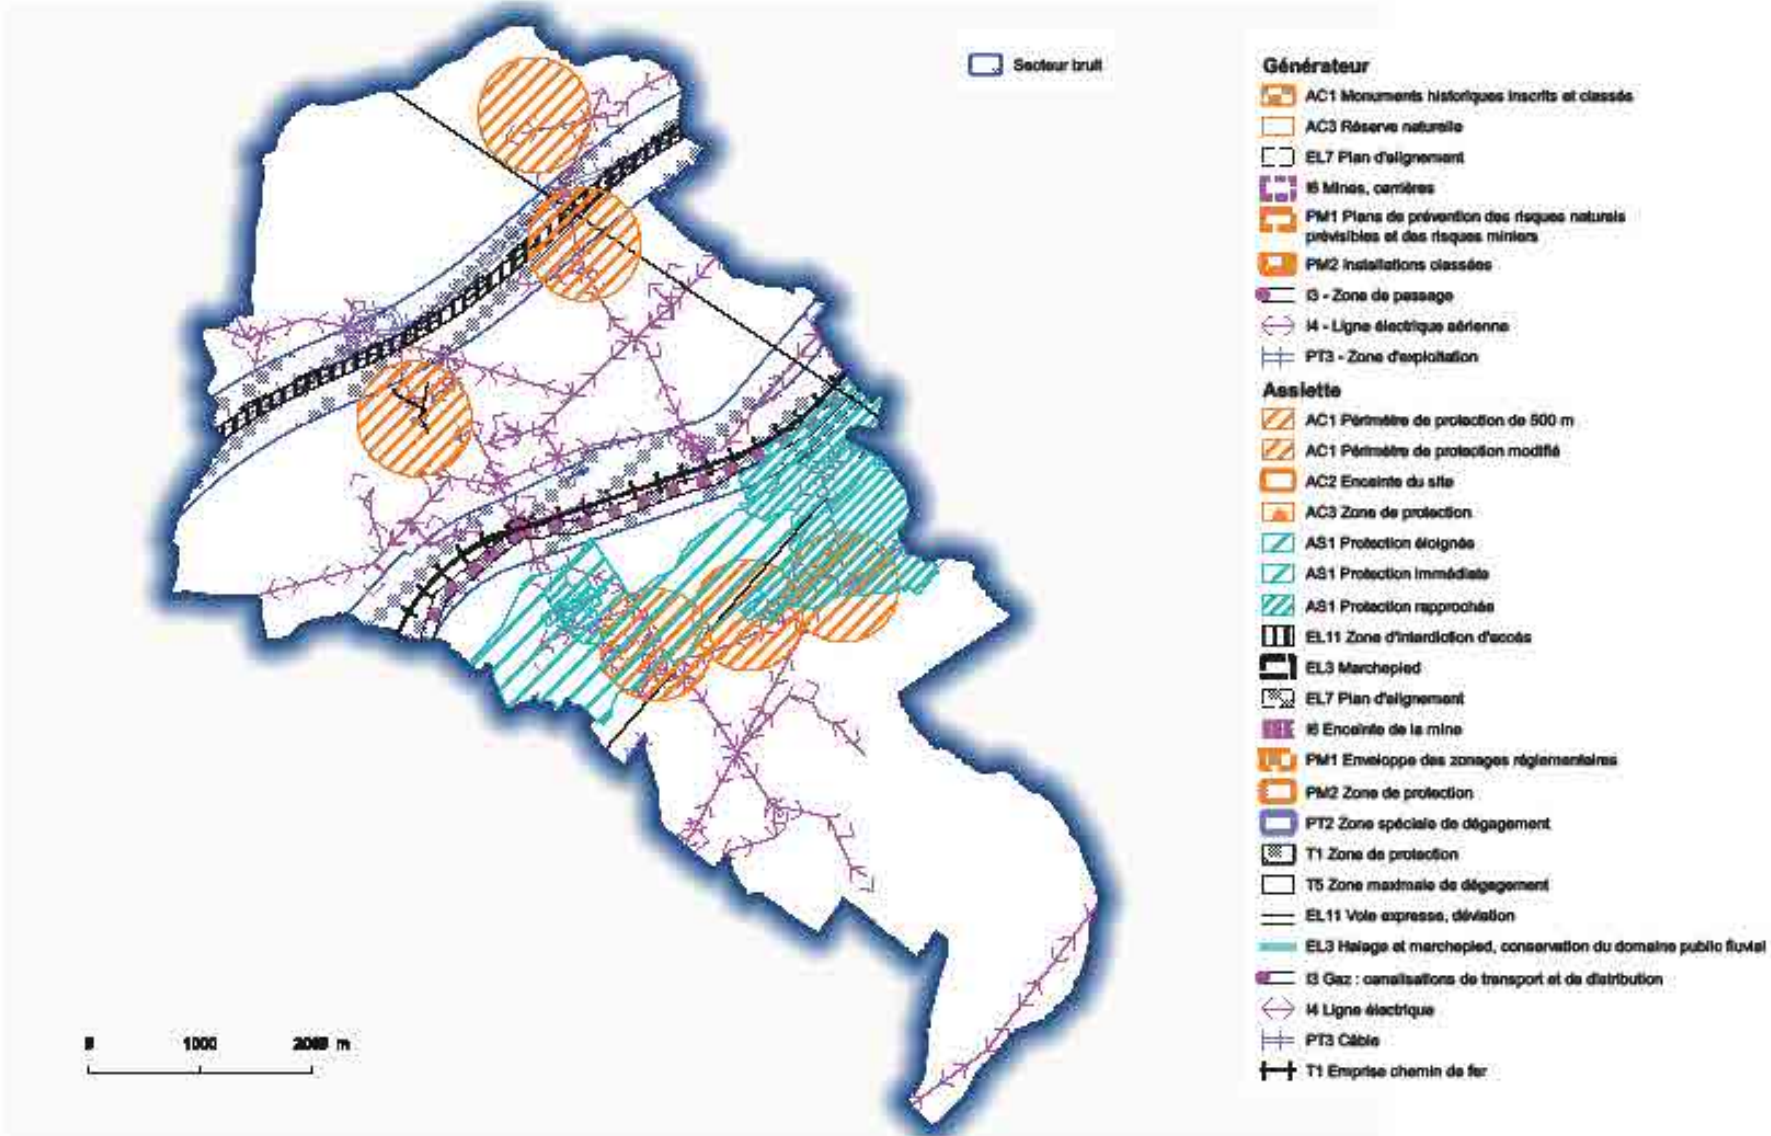 Secteur bruit
Générateur
AC1 Monuments historiques inscrits et classés
AC3 Réserve naturelle
EL7 Plan d'alignement
I6 Mines, carrières
PM1 Plans de prévention des risques naturels
prévisibles et des risques miniers
PM2 Installations classées
I3 - Zone de passage
I4 - Ligne électrique aérienne
PT3 - Zone d'exploitation
Assiette
AC1 Périmètre de protection de 500 m
AC1 Périmètre de protection modifié
AC2 Enceinte du site
AC3 Zone de protection
AS1 Protection éloignée
AS1 Protection immédiate
AS1 Protection rapprochée
EL11 Zone d'interdiction d'accès
EL3 Marchepied
EL7 Plan d'alignement
I6 Enceinte de la mine
PM1 Enveloppe des zonages réglementaires
PM2 Zone de protection
PT2 Zone spéciale de dégagement
T1 Zone de protection
T5 Zone maximale de dégagement
EL11 Voie expresse, déviation
EL3 Halage et marchepied, conservation du domaine public fluvial
I3 Gaz : canalisations de transport et de distribution
I4 Ligne électrique
PT3 Câble
T1 Emprise chemin de fer
0 1000 2000 m